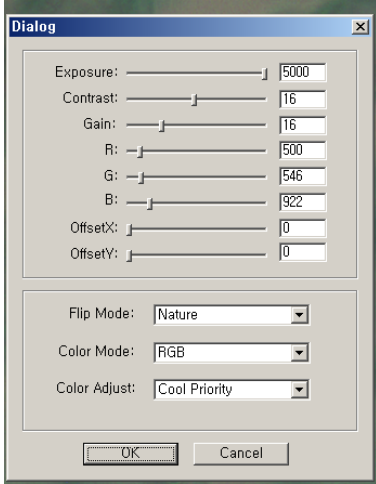 Dialog
Exposure: 5000
Contrast: 16
Gain: 16
R: 500
G: 546
B: 922
OffsetX: 0
OffsetY: 0
Flip Mode: Nature
Color Mode: RGB
Color Adjust: Cool Priority
OK Cancel